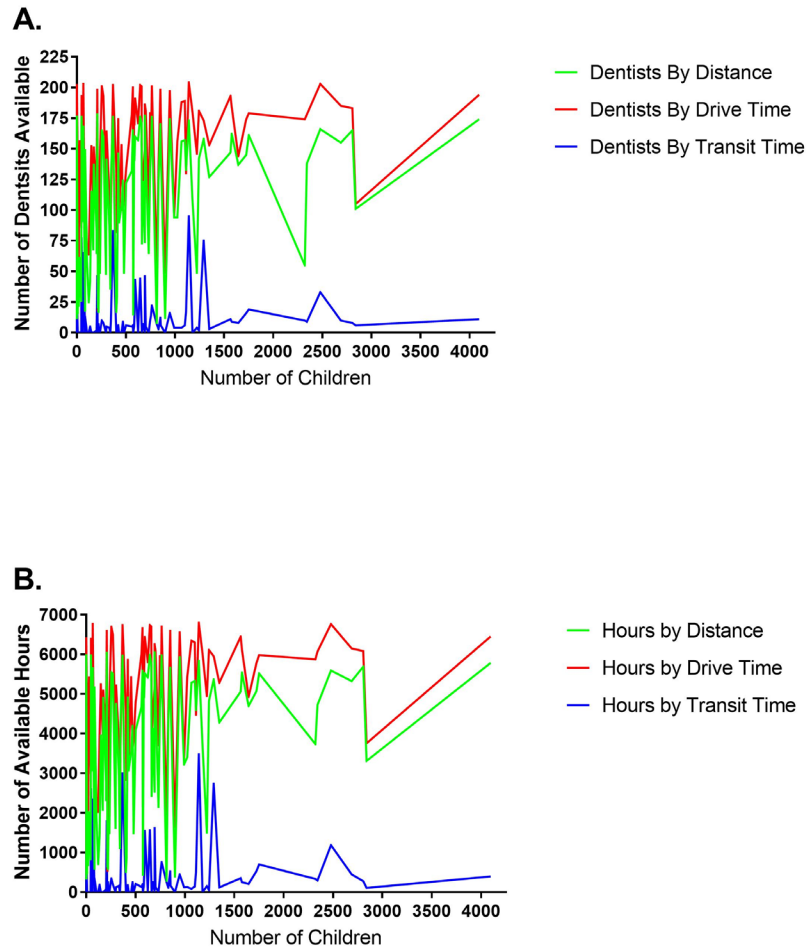 A.
Number of Dentsits Available
225
200
175
150
125
100
75
50
25
0
0 500 1000 1500 2000 2500 3000 3500 4000
Number of Children
Dentists By Distance
Dentists By Drive Time
Dentists By Transit Time
B.
Number of Available Hours
7000
6000
5000
4000
3000
2000
1000
0
0 500 1000 1500 2000 2500 3000 3500 4000
Number of Children
Hours by Distance
Hours by Drive Time
Hours by Transit Time